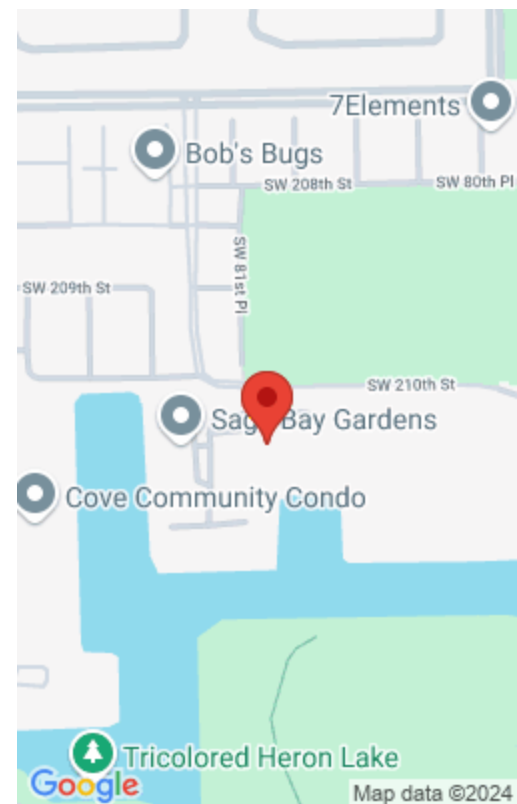 7Elements
Bob's Bugs
SW 208th St
SW 80th Pl
SW 81st Pl
SW 209th St
SW 210th St
Bay Gardens
Cove Community Condo
Tricolored Heron Lake
Google
Map data ©2024